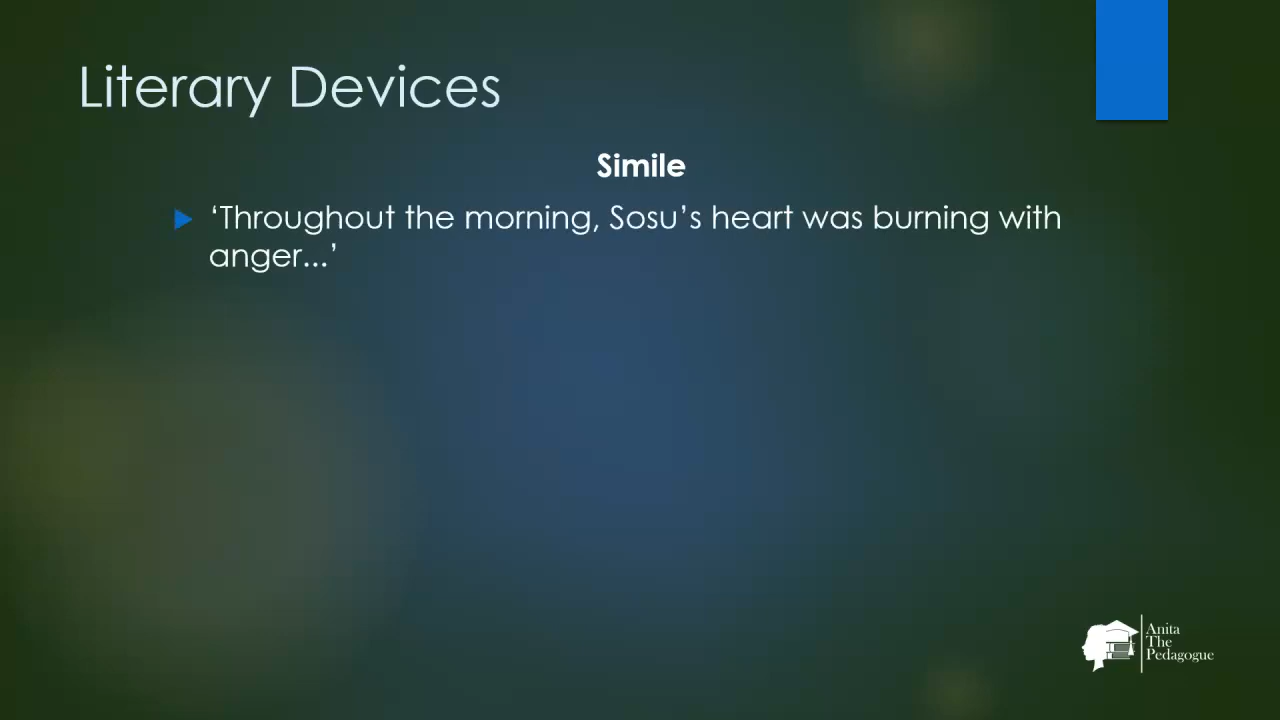 Literary Devices
Simile
‘Throughout the morning, Sosu’s heart was burning with
anger...’
Anita
The
Pedagogue